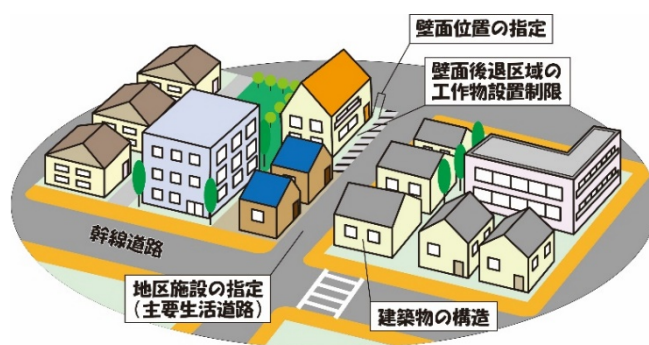 壁面位置の指定
壁面後退区域の
工作物設置制限
幹線道路
地区施設の指定
（主要生活道路）
建築物の構造